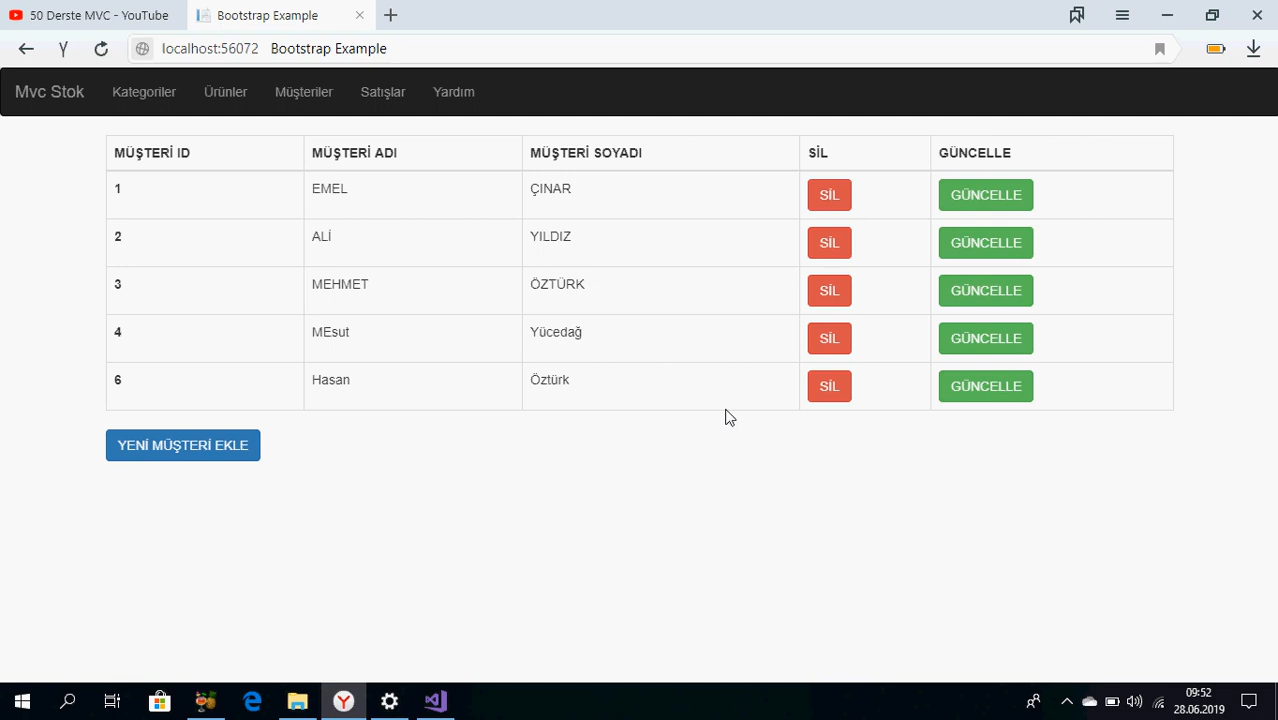 50 Derste MVC - YouTube
Bootstrap Example
localhost:56072 Bootstrap Example
Mvc Stok Kategoriler Ürünler Müşteriler Satışlar Yardım
MÜŞTERİ ID MÜŞTERİ ADI MÜŞTERİ SOYADI SİL GÜNCELLE
1 EMEL ÇINAR SİL GÜNCELLE
2 ALİ YILDIZ SİL GÜNCELLE
3 MEHMET ÖZTÜRK SİL GÜNCELLE
4 MEsut Yücedağ SİL GÜNCELLE
6 Hasan Öztürk SİL GÜNCELLE
YENİ MÜŞTERİ EKLE
09:52
28.06.2019